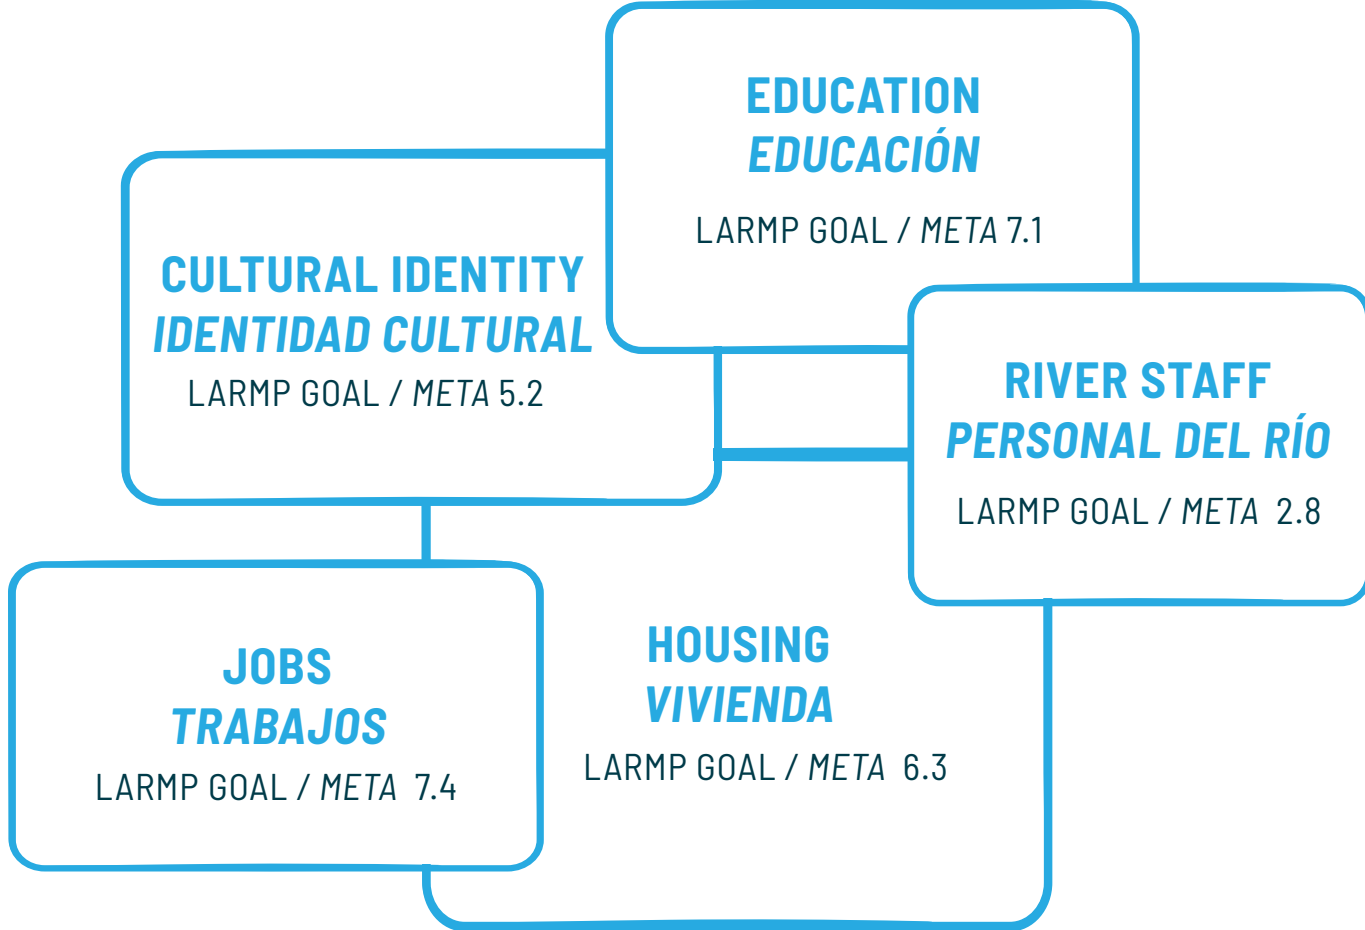 EDUCATION
EDUCACIÓN
LARMP GOAL / META 7.1
CULTURAL IDENTITY
IDENTIDAD CULTURAL
LARMP GOAL / META 5.2
RIVER STAFF
PERSONAL DEL RÍO
LARMP GOAL / META 2.8
JOBS
TRABAJOS
LARMP GOAL / META 7.4
HOUSING
VIVIENDA
LARMP GOAL / META 6.3